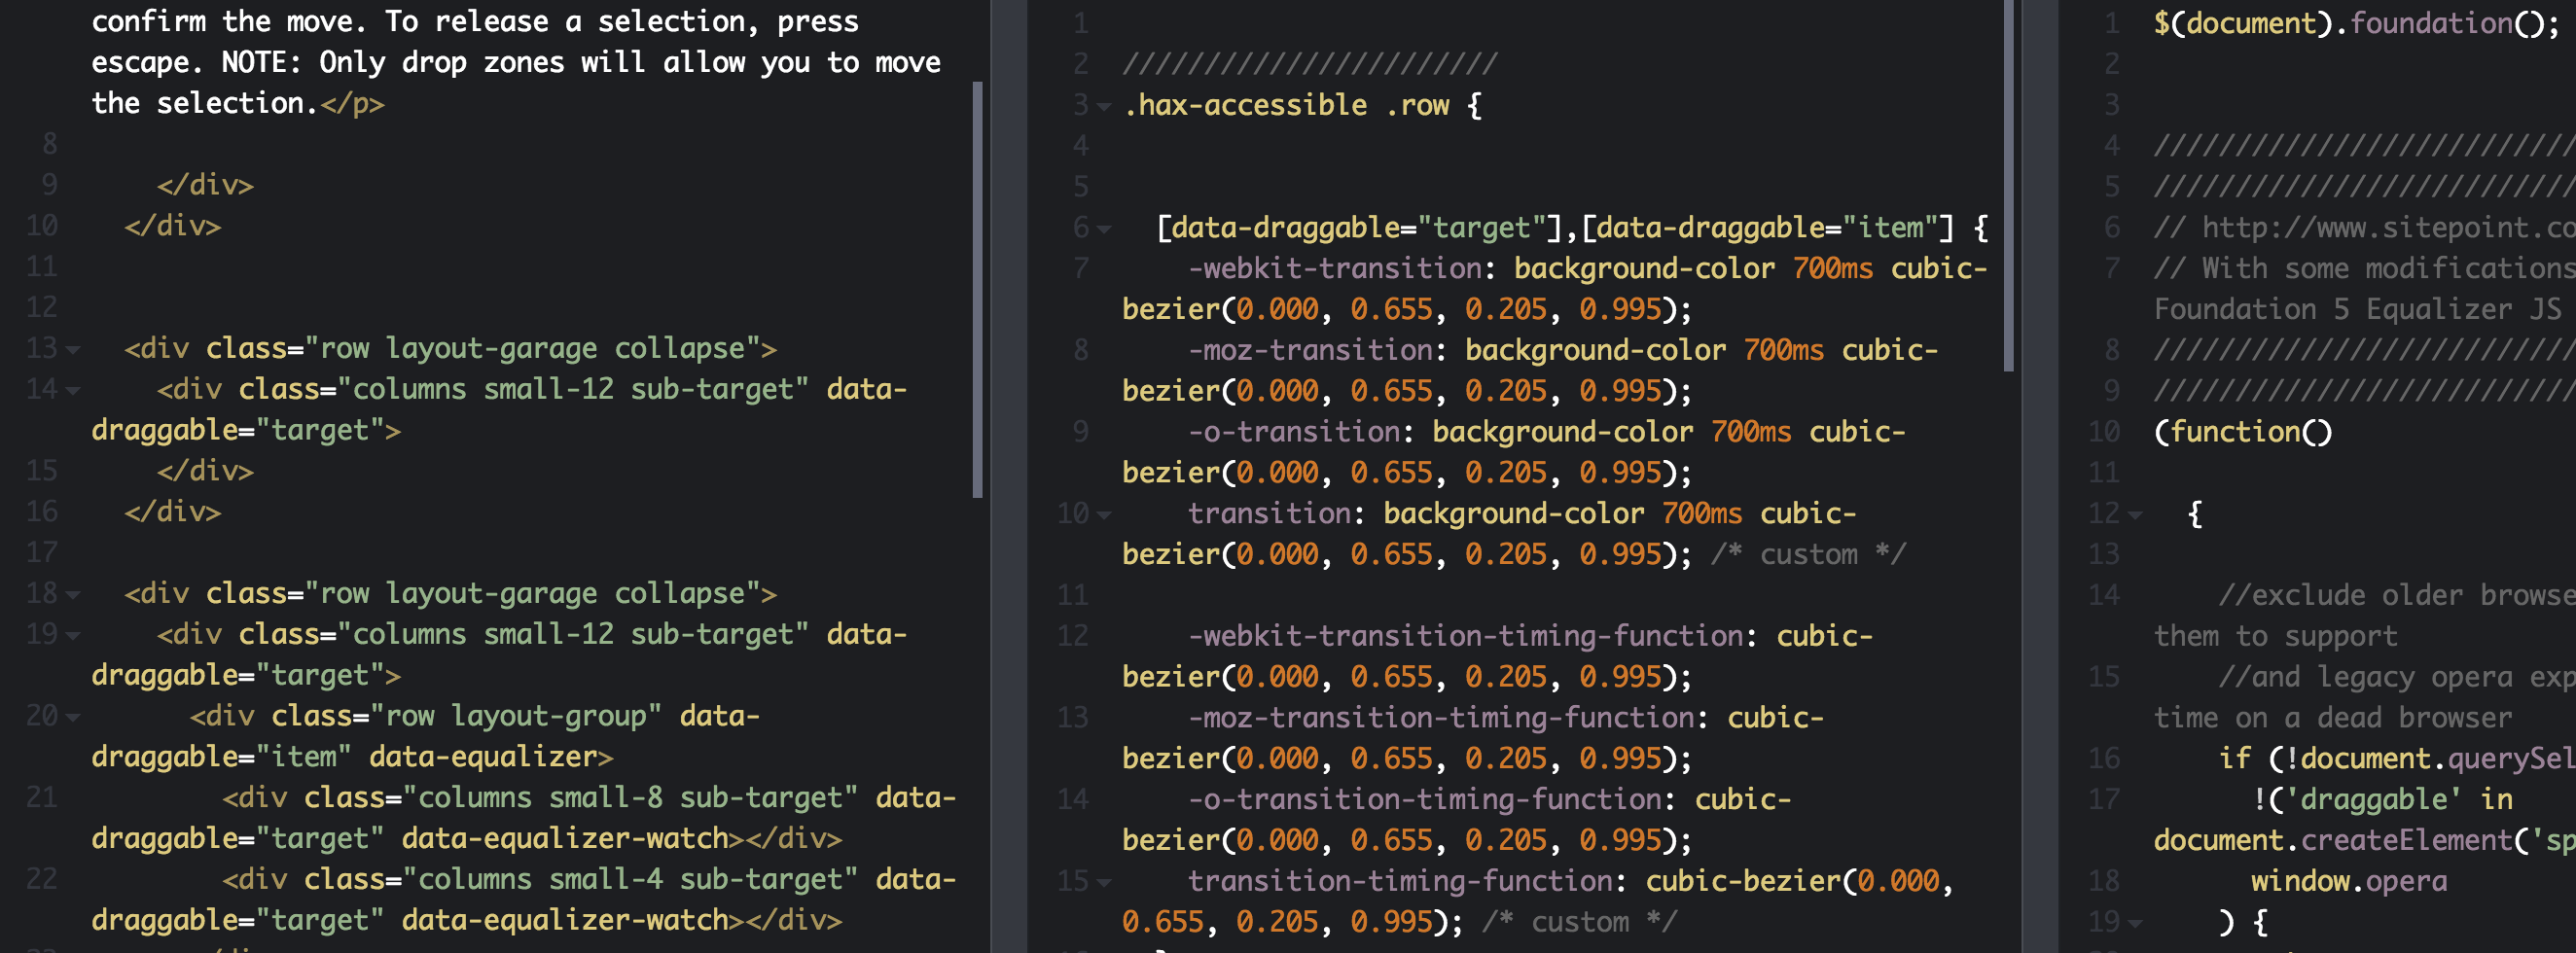 confirm the move. To release a selection, press
escape. NOTE: Only drop zones will allow you to move
the selection.</p>
8
9 </div>
10 </div>
11
12
13 <div class="row layout-garage collapse">
14 <div class="columns small-12 sub-target" data-
draggable="target">
15 </div>
16 </div>
17
18 <div class="row layout-garage collapse">
19 <div class="columns small-12 sub-target" data-
draggable="target">
20 <div class="row layout-group" data-
draggable="item" data-equalizer>
21 <div class="columns small-8 sub-target" data-
draggable="target" data-equalizer-watch></div>
22 <div class="columns small-4 sub-target" data-
draggable="target" data-equalizer-watch></div>
1
2 ///////////////////////
3 .hax-accessible .row {
4
5
6 [data-draggable="target"],[data-draggable="item"] {
7 -webkit-transition: background-color 700ms cubic-
bezier(0.000, 0.655, 0.205, 0.995);
8 -moz-transition: background-color 700ms cubic-
bezier(0.000, 0.655, 0.205, 0.995);
9 -o-transition: background-color 700ms cubic-
bezier(0.000, 0.655, 0.205, 0.995);
10 transition: background-color 700ms cubic-
bezier(0.000, 0.655, 0.205, 0.995); /* custom */
11
12 -webkit-transition-timing-function: cubic-
bezier(0.000, 0.655, 0.205, 0.995);
13 -moz-transition-timing-function: cubic-
bezier(0.000, 0.655, 0.205, 0.995);
14 -o-transition-timing-function: cubic-
bezier(0.000, 0.655, 0.205, 0.995);
15 transition-timing-function: cubic-bezier(0.000,
0.655, 0.205, 0.995); /* custom */
1 $(document).foundation();
2
3
4 //////////////////////////
5 //////////////////////////
6 // http://www.sitepoint.co
7 // With some modifications
Foundation 5 Equalizer JS
8 //////////////////////////
9 //////////////////////////
10 (function()
11
12 {
13
14 //exclude older browse
them to support
15 //and legacy opera exp
time on a dead browser
16 if (!document.querySel
17 !('draggable' in
document.createElement('sp
18 window.opera
19 ) {